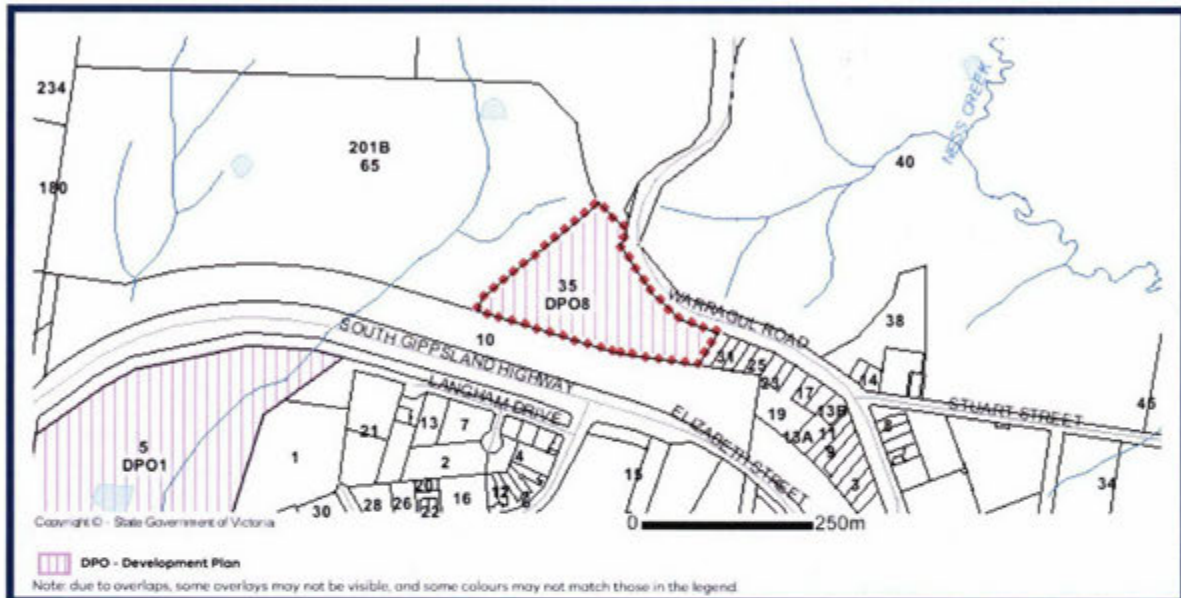 234
201B
65
180
NESS CREEK
40
35
DPO8
WARRAGUL ROAD
10
SOUTH GIPPSLAND HIGHWAY
LANGHAM DRIVE
ELIZABETH STREET
STUART STREET
38
31
25
23
17
14
13B
19
13A
11
9
3
8
45
34
5
DPO1
1
21
13
7
2
4
5
15
30
28
26
20
22
16
12
0 250m
Copyright © - State Government of Victoria
DPO - Development Plan
Note: due to overlaps, some overlays may not be visible, and some colours may not match those in the legend.